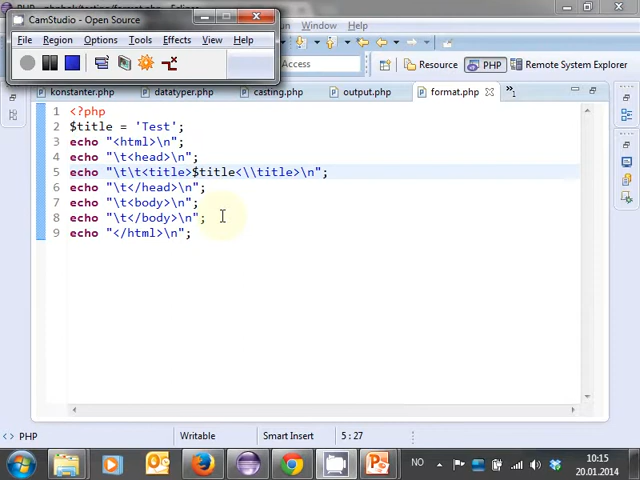 CamStudio - Open Source
Eclipse
File Region Options Tools Effects View Help
Window Help
Access
Resource PHP Remote System Explorer
konstanter.php datatyper.php casting.php output.php format.php »1
1 <?php
2 $title = 'Test';
3 echo "<html>\n";
4 echo "\t<head>\n";
5 echo "\t\t<title>$title<\\title>\n";
6 echo "\t</head>\n";
7 echo "\t<body>\n";
8 echo "\t</body>\n";
9 echo "</html>\n";
PHP Writable Smart Insert 5 : 27
NO 10:15
20.01.2014